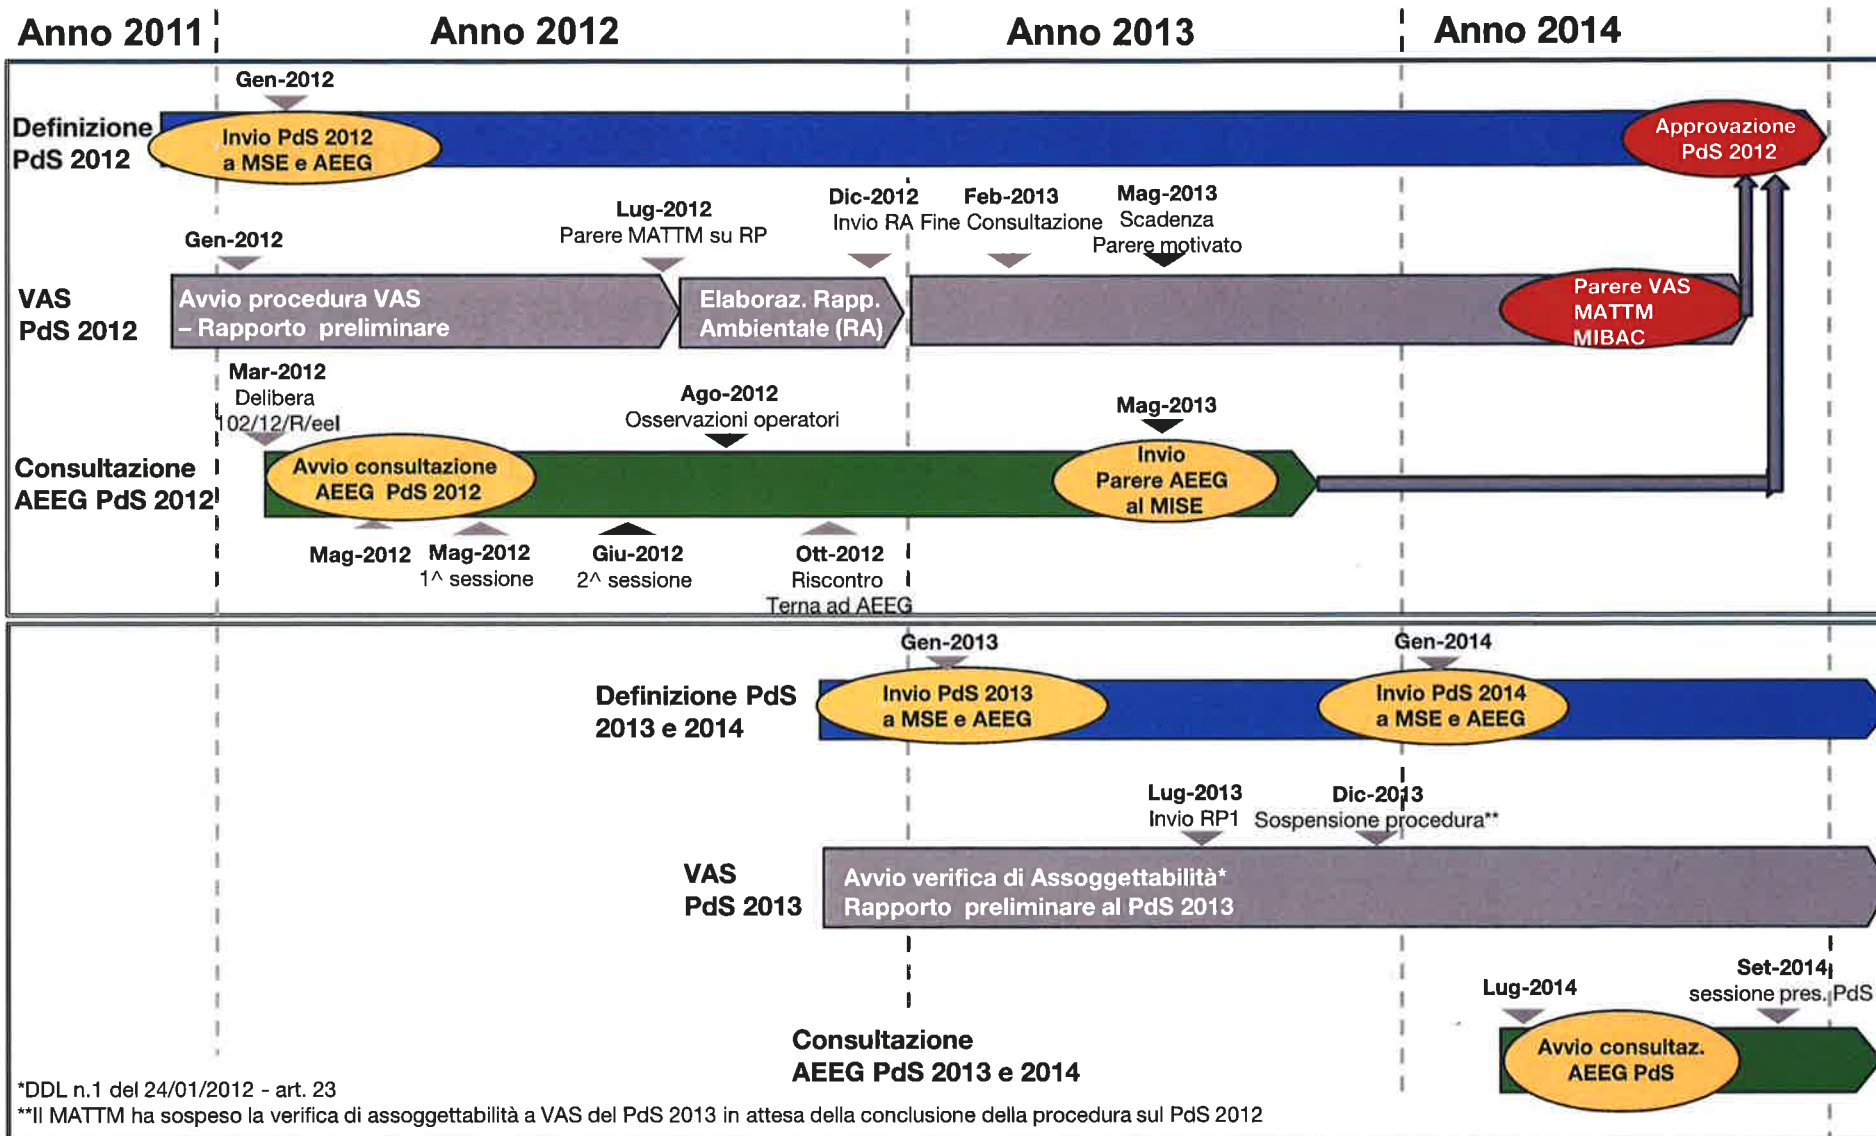 Anno 2011
Anno 2012
Anno 2013
Anno 2014
Gen-2012
Definizione
PdS 2012
Invio PdS 2012
a MSE e AEEG
Approvazione
PdS 2012
Gen-2012
Lug-2012
Parere MATTM su RP
Dic-2012
Invio RA
Feb-2013
Fine Consultazione
Mag-2013
Scadenza
Parere motivato
VAS
PdS 2012
Avvio procedura VAS
– Rapporto preliminare
Elaboraz. Rapp.
Ambientale (RA)
Parere VAS
MATTM
MIBAC
Mar-2012
Delibera
102/12/R/eel
Ago-2012
Osservazioni operatori
Mag-2013
Consultazione
AEEG PdS 2012
Avvio consultazione
AEEG PdS 2012
Invio
Parere AEEG
al MISE
Mag-2012
Mag-2012
1^ sessione
Giu-2012
2^ sessione
Ott-2012
Riscontro
Terna ad AEEG
Gen-2013
Gen-2014
Definizione PdS
2013 e 2014
Invio PdS 2013
a MSE e AEEG
Invio PdS 2014
a MSE e AEEG
Lug-2013
Invio RP1
Dic-2013
Sospensione procedura**
VAS
PdS 2013
Avvio verifica di Assoggettabilità*
Rapporto preliminare al PdS 2013
Lug-2014
Set-2014
sessione pres. PdS
Consultazione
AEEG PdS 2013 e 2014
Avvio consultaz.
AEEG PdS
*DDL n.1 del 24/01/2012 - art. 23
**Il MATTM ha sospeso la verifica di assoggettabilità a VAS del PdS 2013 in attesa della conclusione della procedura sul PdS 2012